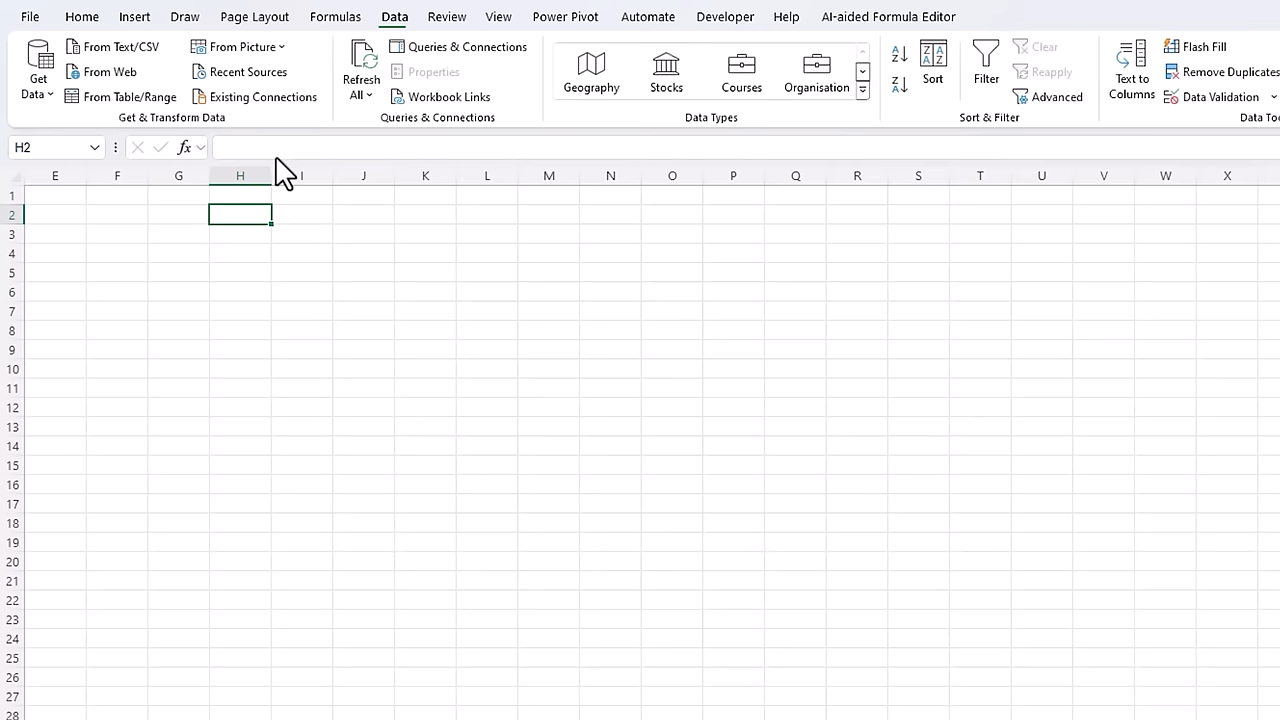 File Home Insert Draw Page Layout Formulas Data Review View Power Pivot Automate Developer Help AI-aided Formula Editor
Get Data
From Text/CSV
From Web
From Table/Range
From Picture
Recent Sources
Existing Connections
Get & Transform Data
Refresh All
Queries & Connections
Properties
Workbook Links
Queries & Connections
Geography
Stocks
Courses
Organisation
Data Types
Sort
Filter
Clear
Reapply
Advanced
Sort & Filter
Text to Columns
Flash Fill
Remove Duplicates
Data Validation
Data Too
H2
fx
E F G H I J K L M N O P Q R S T U V W X
1
2
3
4
5
6
7
8
9
10
11
12
13
14
15
16
17
18
19
20
21
22
23
24
25
26
27
28